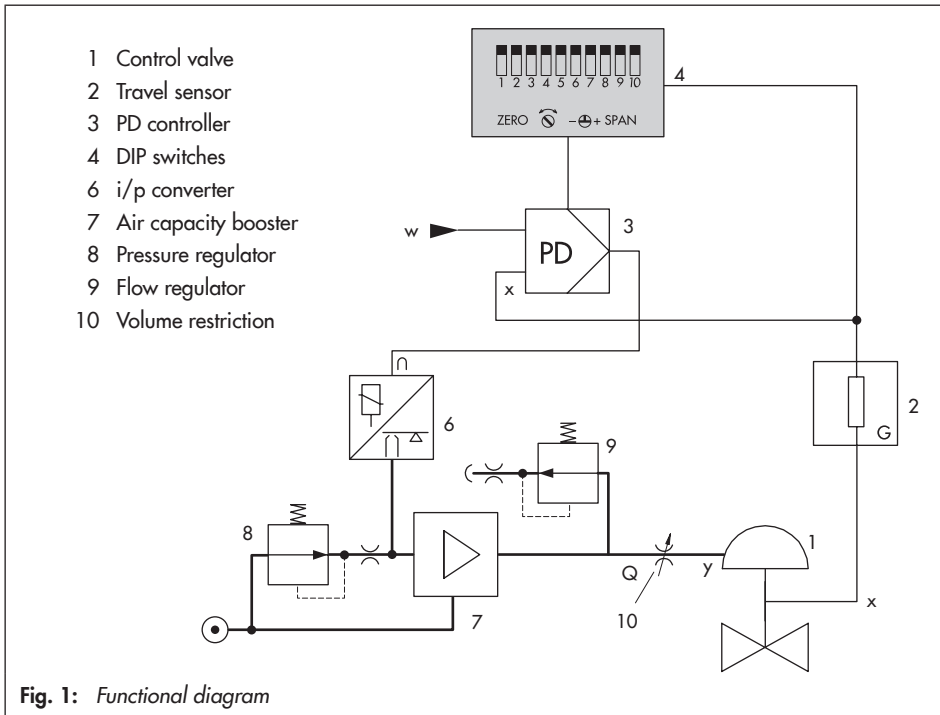 1 Control valve
2 Travel sensor
3 PD controller
4 DIP switches
6 i/p converter
7 Air capacity booster
8 Pressure regulator
9 Flow regulator
10 Volume restriction
1 2 3 4 5 6 7 8 9 10
ZERO - + SPAN
4
w
PD
3
x
6
2
G
9
8
7
Q
10
y
1
x
Fig. 1: Functional diagram